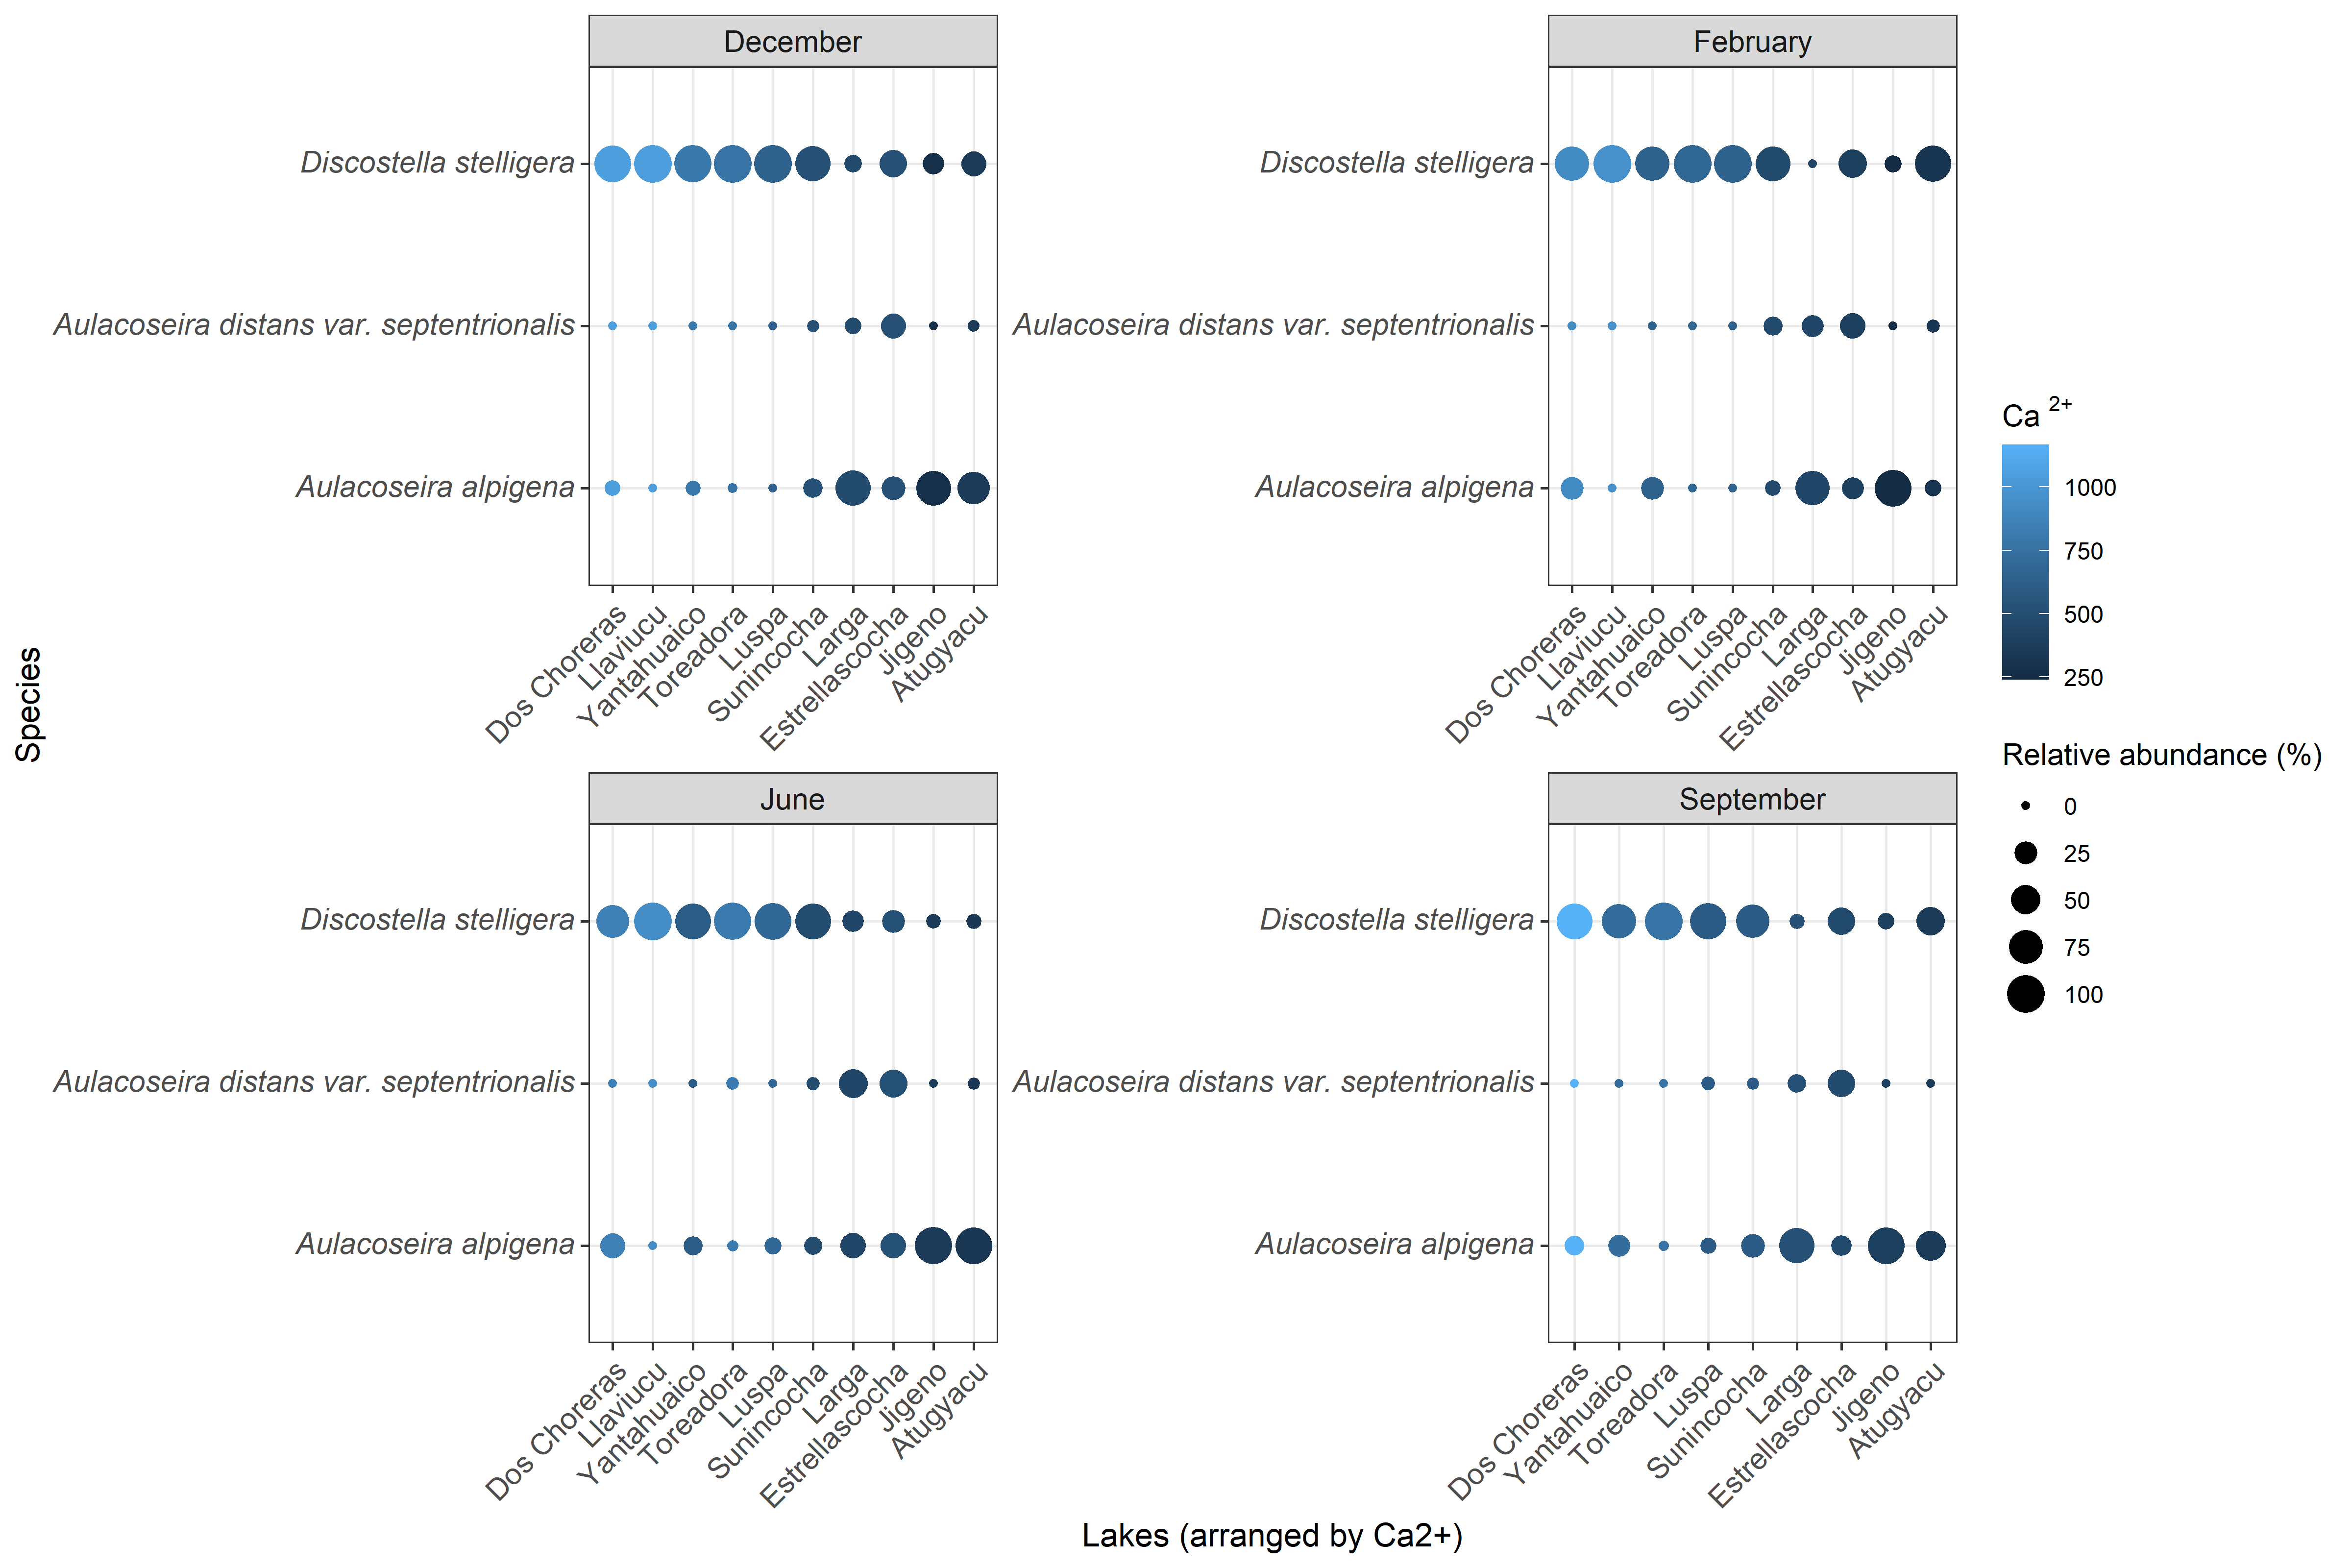 December
February
Discostella stelligera
Aulacoseira distans var. septentrionalis
Aulacoseira alpigena
Discostella stelligera
Aulacoseira distans var. septentrionalis
Aulacoseira alpigena
Dos Choreras
Llaviucu
Yantahuaico
Toreadora
Luspa
Sunincocha
Larga
Estrellascocha
Jigeno
Atugyacu
Dos Choreras
Llaviucu
Yantahuaico
Toreadora
Luspa
Sunincocha
Larga
Estrellascocha
Jigeno
Atugyacu
Species
June
September
Discostella stelligera
Aulacoseira distans var. septentrionalis
Aulacoseira alpigena
Discostella stelligera
Aulacoseira distans var. septentrionalis
Aulacoseira alpigena
Dos Choreras
Llaviucu
Yantahuaico
Toreadora
Luspa
Sunincocha
Larga
Estrellascocha
Jigeno
Atugyacu
Dos Choreras
Yantahuaico
Toreadora
Luspa
Sunincocha
Larga
Estrellascocha
Jigeno
Atugyacu
Lakes (arranged by Ca2+)
Ca 2+
1000
750
500
250
Relative abundance (%)
0
25
50
75
100